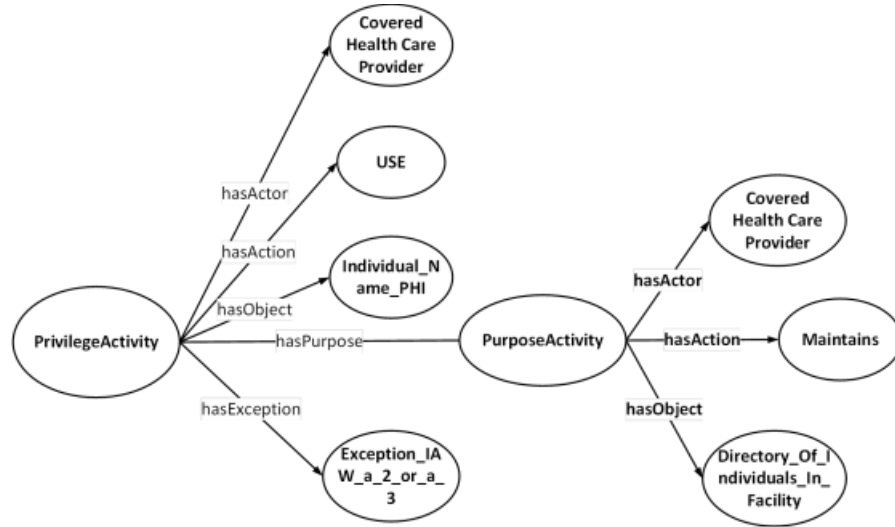 Covered
Health Care
Provider
USE
hasActor
Covered
Health Care
Provider
hasAction
Individual_N
ame_PHI
hasActor
hasObject
PrivilegeActivity
hasPurpose
PurposeActivity
hasAction
Maintains
hasException
hasObject
Exception_IA
W_a_2_or_a_
3
Directory_Of_I
ndividuals_In_
Facility